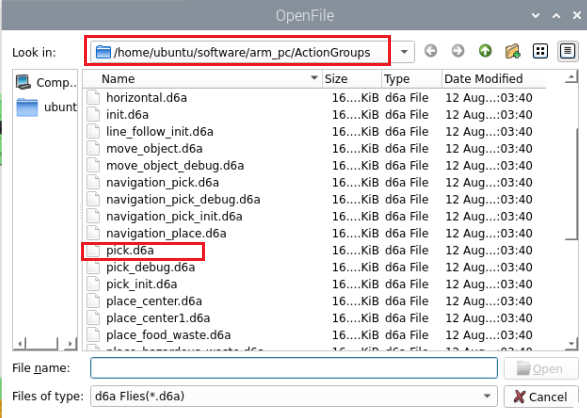 OpenFile
Look in: /home/ubuntu/software/arm_pc/ActionGroups
Comp...
ubunt
Name Size Type Date Modified
horizontal.d6a 16....KiB d6a File 12 Aug...:03:40
init.d6a 16....KiB d6a File 12 Aug...:03:40
line_follow_init.d6a 16....KiB d6a File 12 Aug...:03:40
move_object.d6a 16....KiB d6a File 12 Aug...:03:40
move_object_debug.d6a 16....KiB d6a File 12 Aug...:03:40
navigation_pick.d6a 16....KiB d6a File 12 Aug...:03:40
navigation_pick_debug.d6a 16....KiB d6a File 12 Aug...:03:40
navigation_pick_init.d6a 16....KiB d6a File 12 Aug...:03:40
navigation_place.d6a 16....KiB d6a File 12 Aug...:03:40
pick.d6a 16....KiB d6a File 12 Aug...:03:40
pick_debug.d6a 16....KiB d6a File 12 Aug...:03:40
pick_init.d6a 16....KiB d6a File 12 Aug...:03:40
place_center.d6a 16....KiB d6a File 12 Aug...:03:40
place_center1.d6a 16....KiB d6a File 12 Aug...:03:40
place_food_waste.d6a 16....KiB d6a File 12 Aug...:03:40
place_hazardous_waste.d6a 16....KiB d6a File 12 Aug...:03:40
File name: Open
Files of type: d6a Flies(*.d6a) Cancel